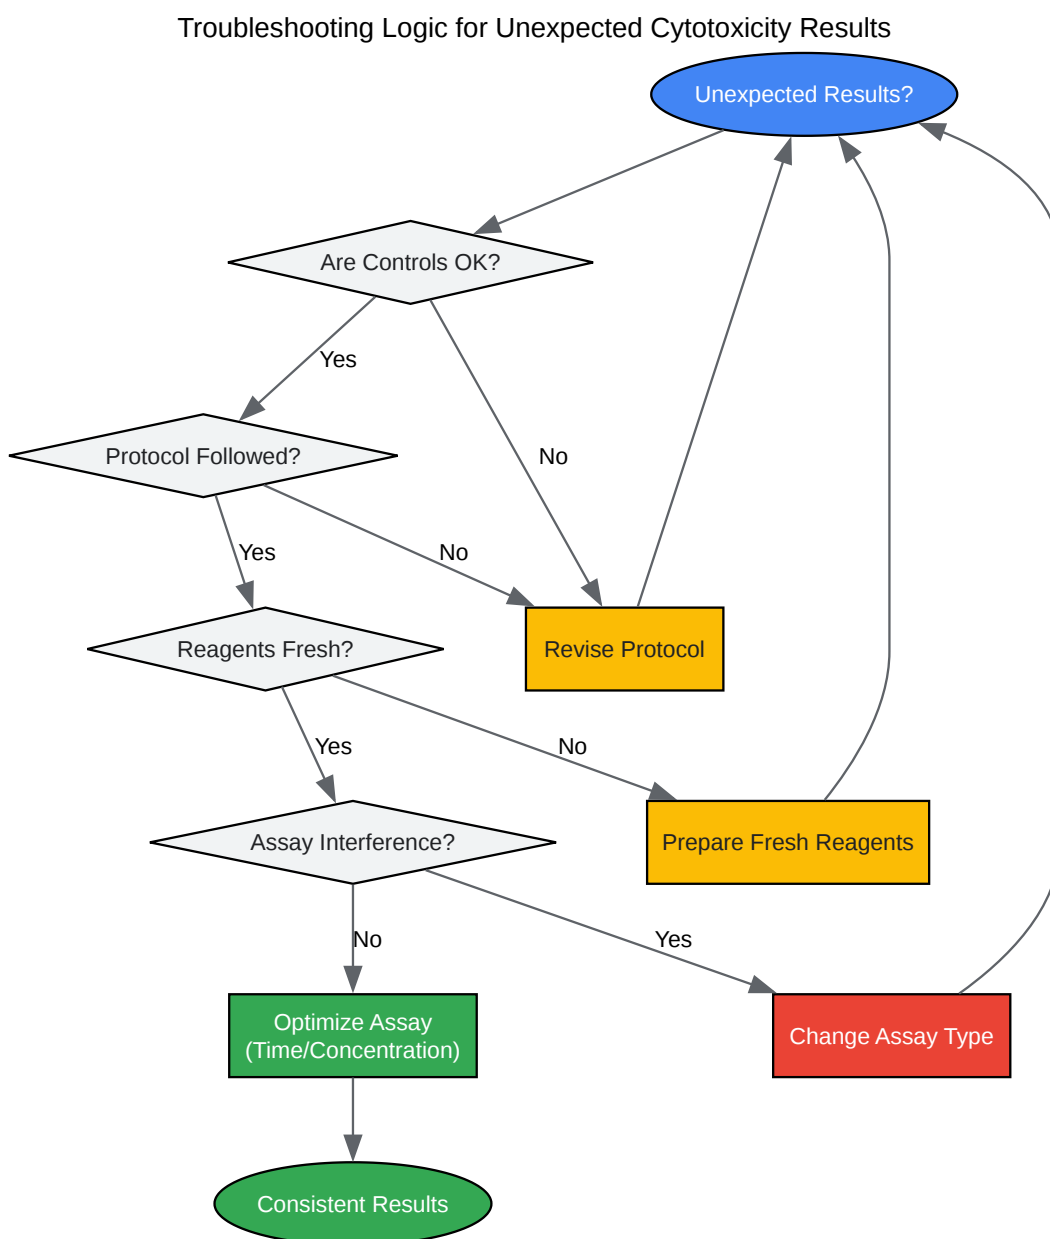 Troubleshooting Logic for Unexpected Cytotoxicity Results
Unexpected Results?
Are Controls OK?
Yes
No
Protocol Followed?
Yes
No
Reagents Fresh?
Revise Protocol
Yes
No
Assay Interference?
Prepare Fresh Reagents
No
Yes
Optimize Assay
(Time/Concentration)
Change Assay Type
Consistent Results